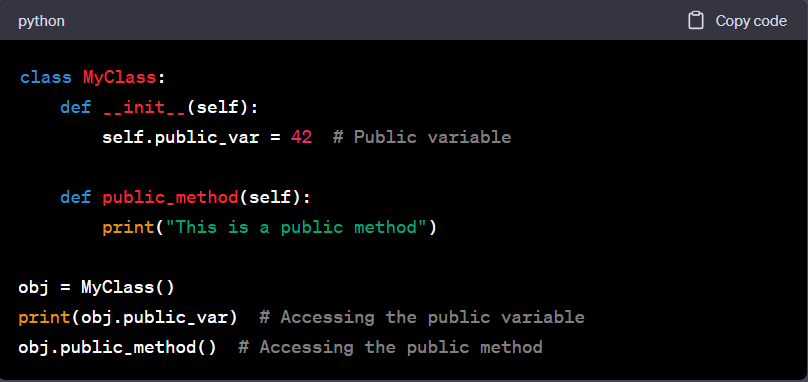 python
Copy code
class MyClass:
    def __init__(self):
        self.public_var = 42  # Public variable

    def public_method(self):
        print("This is a public method")

obj = MyClass()
print(obj.public_var)  # Accessing the public variable
obj.public_method()  # Accessing the public method